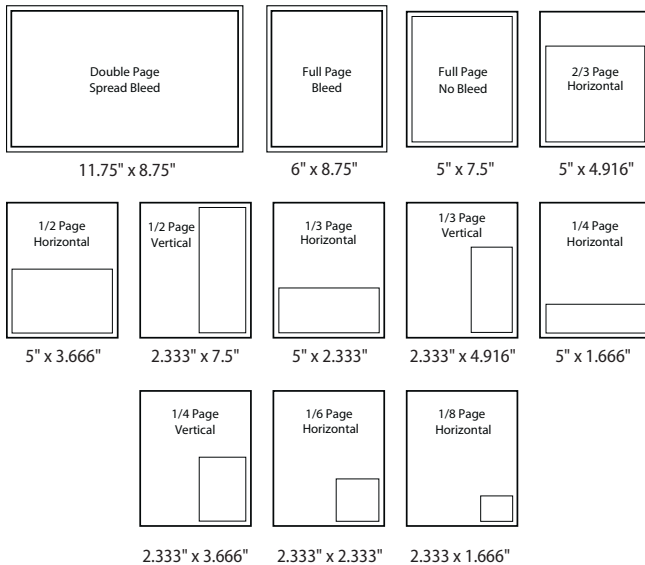 Double Page
Spread Bleed
Full Page
Bleed
Full Page
No Bleed
2/3 Page
Horizontal
11.75" x 8.75"
6" x 8.75"
5" x 7.5"
5" x 4.916"
1/2 Page
Horizontal
1/2 Page
Vertical
1/3 Page
Horizontal
1/3 Page
Vertical
1/4 Page
Horizontal
5" x 3.666"
2.333" x 7.5"
5" x 2.333"
2.333" x 4.916"
5" x 1.666"
1/4 Page
Vertical
1/6 Page
Horizontal
1/8 Page
Horizontal
2.333" x 3.666"
2.333" x 2.333"
2.333 x 1.666"